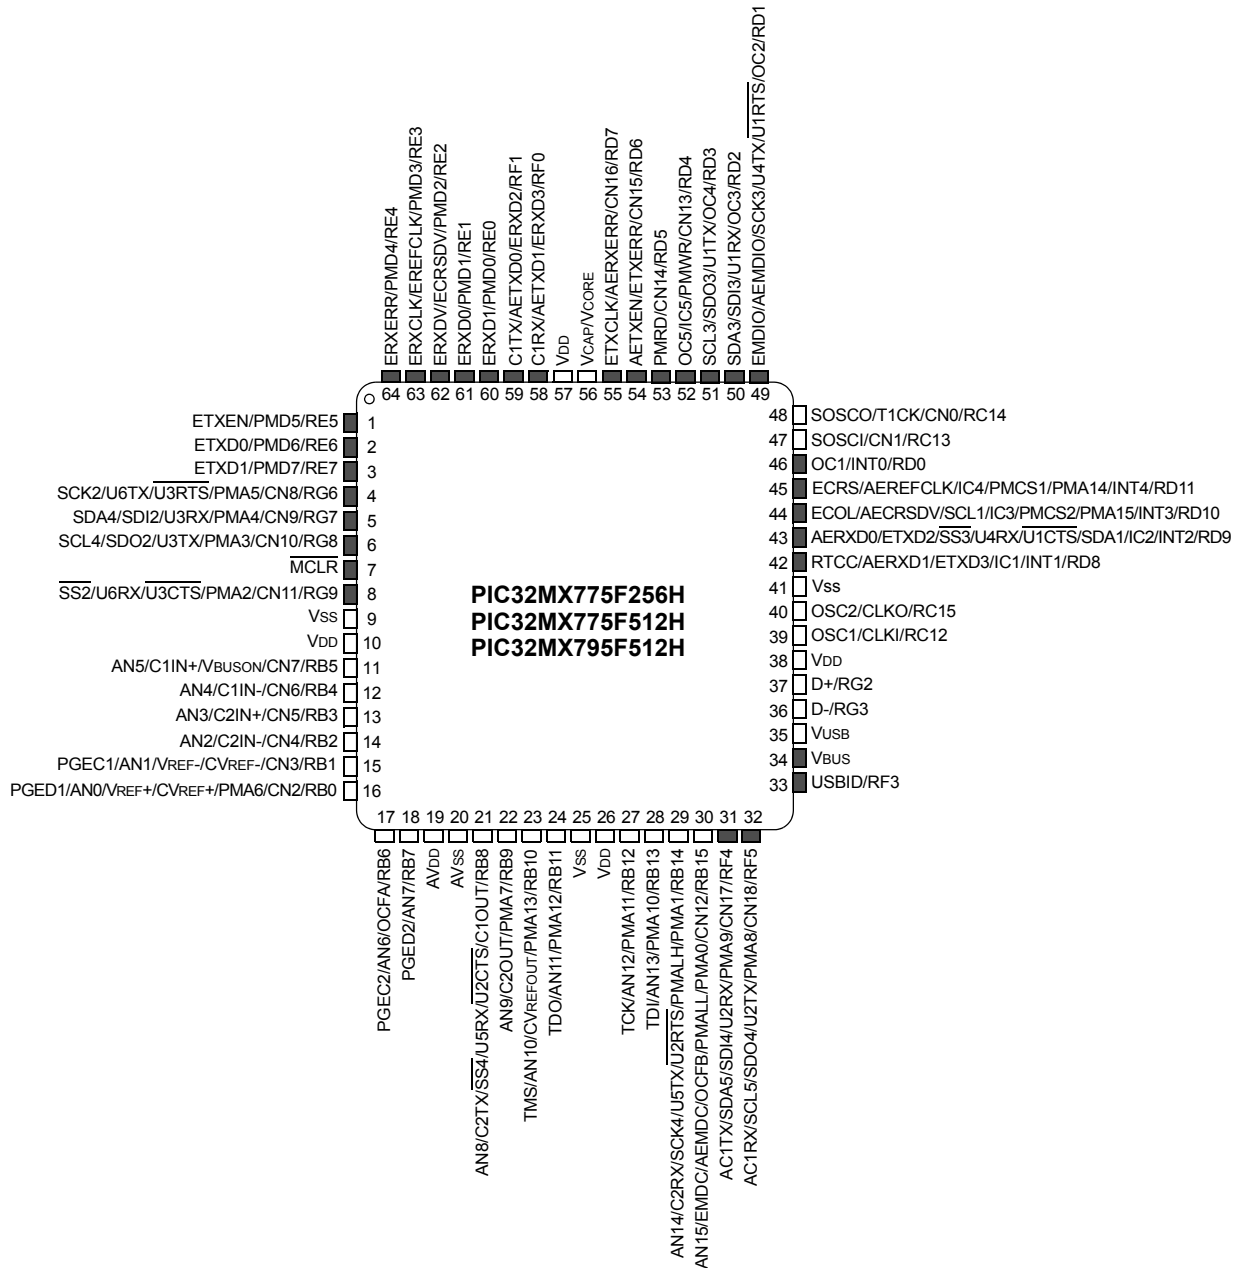 EMDIO/AEMDIO/SCK3/U4TX/U1RTS/OC2/RD1
SDA3/SDI3/U1RX/OC3/RD2
SCL3/SDO3/U1TX/OC4/RD3
OC5/IC5/PMWR/CN13/RD4
PMRD/CN14/RD5
AETXEN/ETXERR/CN15/RD6
ETXCLK/AERXERR/CN16/RD7
VCAP/VCORE
VDD
C1RX/AETXD1/ERXD3/RF0
C1TX/AETXD0/ERXD2/RF1
ERXD1/PMD0/RE0
ERXD0/PMD1/RE1
ERXDV/ECRSDV/PMD2/RE2
ERXCLK/EREFCLK/PMD3/RE3
ERXERR/PMD4/RE4
64 63 62 61 60 59 58 57 56 55 54 53 52 51 50 49
ETXEN/PMD5/RE5 1
ETXD0/PMD6/RE6 2
ETXD1/PMD7/RE7 3
SCK2/U6TX/U3RTS/PMA5/CN8/RG6 4
SDA4/SDI2/U3RX/PMA4/CN9/RG7 5
SCL4/SDO2/U3TX/PMA3/CN10/RG8 6
MCLR 7
SS2/U6RX/U3CTS/PMA2/CN11/RG9 8
VSS 9
VDD 10
AN5/C1IN+/VBUSON/CN7/RB5 11
AN4/C1IN-/CN6/RB4 12
AN3/C2IN+/CN5/RB3 13
AN2/C2IN-/CN4/RB2 14
PGEC1/AN1/VREF-/CVREF-/CN3/RB1 15
PGED1/AN0/VREF+/CVREF+/PMA6/CN2/RB0 16
PIC32MX775F256H
PIC32MX775F512H
PIC32MX795F512H
48 SOSCO/T1CK/CN0/RC14
47 SOSCI/CN1/RC13
46 OC1/INT0/RD0
45 ECRS/AEREFCLK/IC4/PMCS1/PMA14/INT4/RD11
44 ECOL/AECRSDV/SCL1/IC3/PMCS2/PMA15/INT3/RD10
43 AERXD0/ETXD2/SS3/U4RX/U1CTS/SDA1/IC2/INT2/RD9
42 RTCC/AERXD1/ETXD3/IC1/INT1/RD8
41 Vss
40 OSC2/CLKO/RC15
39 OSC1/CLKI/RC12
38 VDD
37 D+/RG2
36 D-/RG3
35 VUSB
34 VBUS
33 USBID/RF3
17 18 19 20 21 22 23 24 25 26 27 28 29 30 31 32
PGEC2/AN6/OCFA/RB6
PGED2/AN7/RB7
AVDD
AVSS
AN8/C2TX/SS4/U5RX/U2CTS/C1OUT/RB8
AN9/C2OUT/PMA7/RB9
TMS/AN10/CVREFOUT/PMA13/RB10
TDO/AN11/PMA12/RB11
VSS
VDD
TCK/AN12/PMA11/RB12
TDI/AN13/PMA10/RB13
AN14/C2RX/SCK4/U5TX/U2RTS/PMALH/PMA1/RB14
AN15/EMDC/AEMDC/OCFB/PMALL/PMA0/CN12/RB15
AC1TX/SDA5/SDI4/U2RX/PMA9/CN17/RF4
AC1RX/SCL5/SDO4/U2TX/PMA8/CN18/RF5